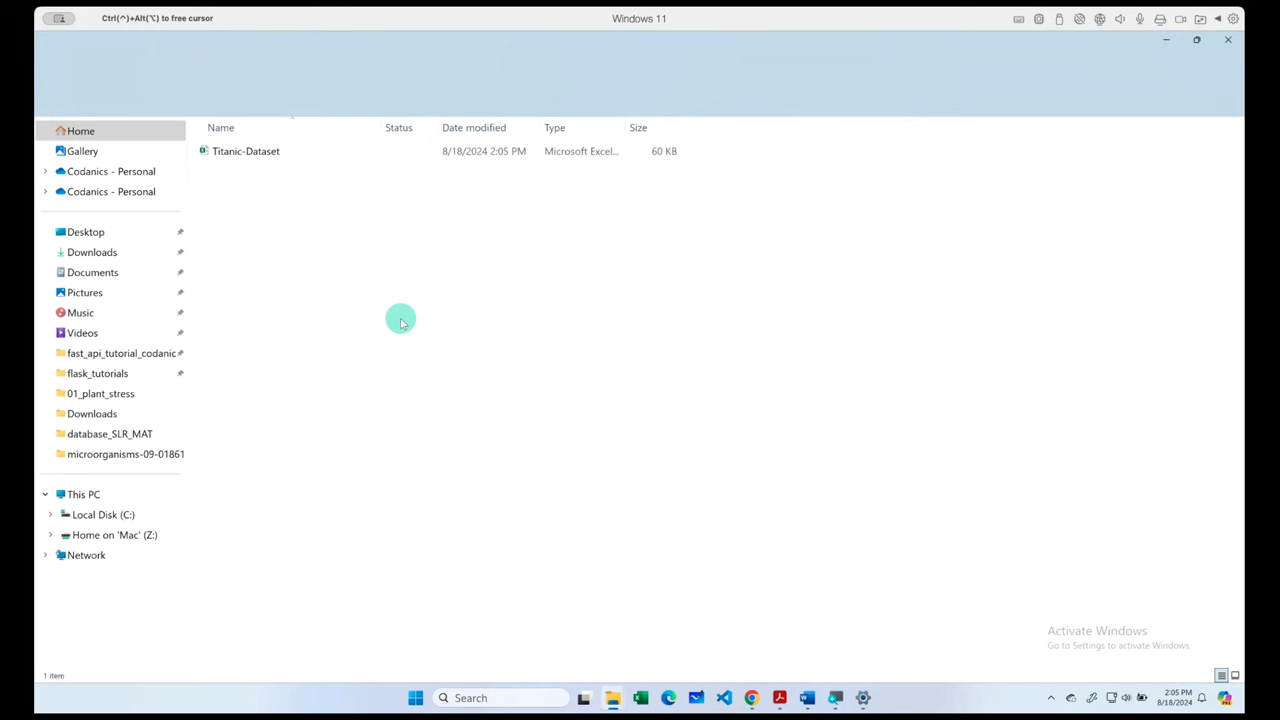 Ctrl(^)+Alt(⌥) to free cursor
Windows 11
Name Status Date modified Type Size
Titanic-Dataset 8/18/2024 2:05 PM Microsoft Excel... 60 KB
Home
Gallery
Codanics - Personal
Codanics - Personal
Desktop
Downloads
Documents
Pictures
Music
Videos
fast_api_tutorial_codanic
flask_tutorials
01_plant_stress
Downloads
database_SLR_MAT
microorganisms-09-01861
This PC
Local Disk (C:)
Home on 'Mac' (Z:)
Network
Activate Windows
Go to Settings to activate Windows.
1 item
Search
2:05 PM
8/18/2024